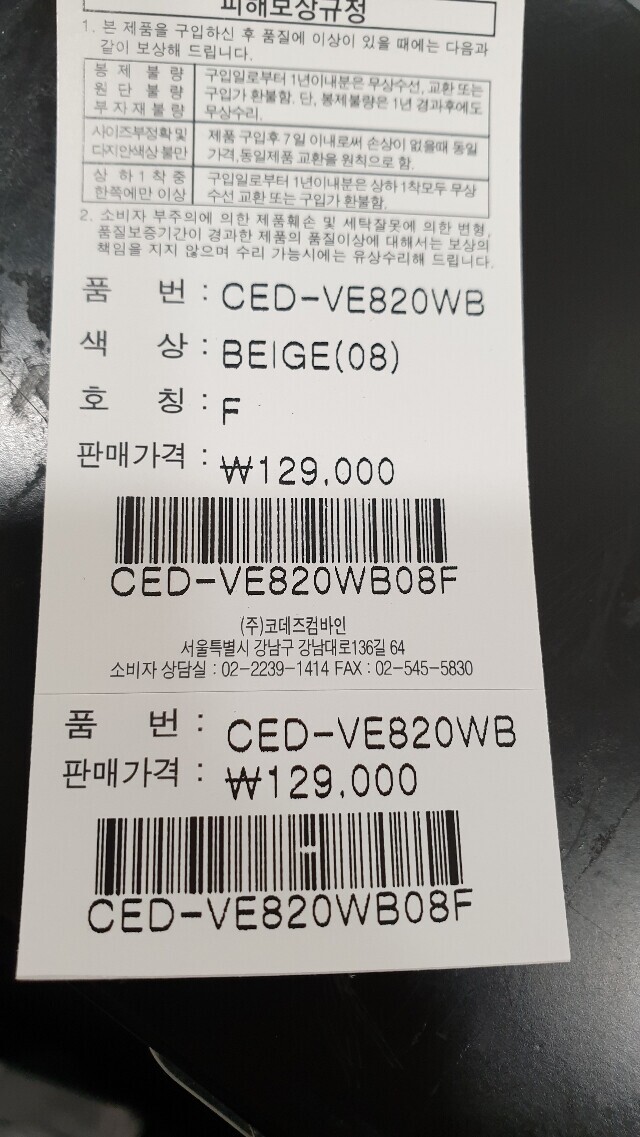 피해보상규정
1. 본 제품을 구입하신 후 품질에 이상이 있을 때에는 다음과
같이 보상해 드립니다.
봉 제 불 량
원 단 불 량
부 자 재 불 량
구입일로부터 1년이내분은 무상수선, 교환 또는
구입가 환불함. 단, 봉제불량은 1년 경과후에도
무상수리.
사이즈부정확 및
디자인색상 불만
제품 구입후 7일 이내로써 손상이 없을때 동일
가격,동일제품 교환을 원칙으로 함.
상 하 1 착 중
한쪽에만 이상
구입일로부터 1년이내분은 상하 1착모두 무상
수선 교환 또는 구입가 환불함.
2. 소비자 부주의에 의한 제품훼손 및 세탁잘못에 의한 변형,
품질보증기간이 경과한 제품의 품질이상에 대해서는 보상의
책임을 지지 않으며 수리 가능시에는 유상수리해 드립니다.
품 번 : CED-VE820WB
색 상 : BEIGE(08)
호 칭 : F
판매가격 : ₩129,000
CED-VE820WB08F
(주)코데즈컴바인
서울특별시 강남구 강남대로136길 64
소비자 상담실 : 02-2239-1414 FAX : 02-545-5830
품 번 : CED-VE820WB
판매가격 : ₩129,000
CED-VE820WB08F